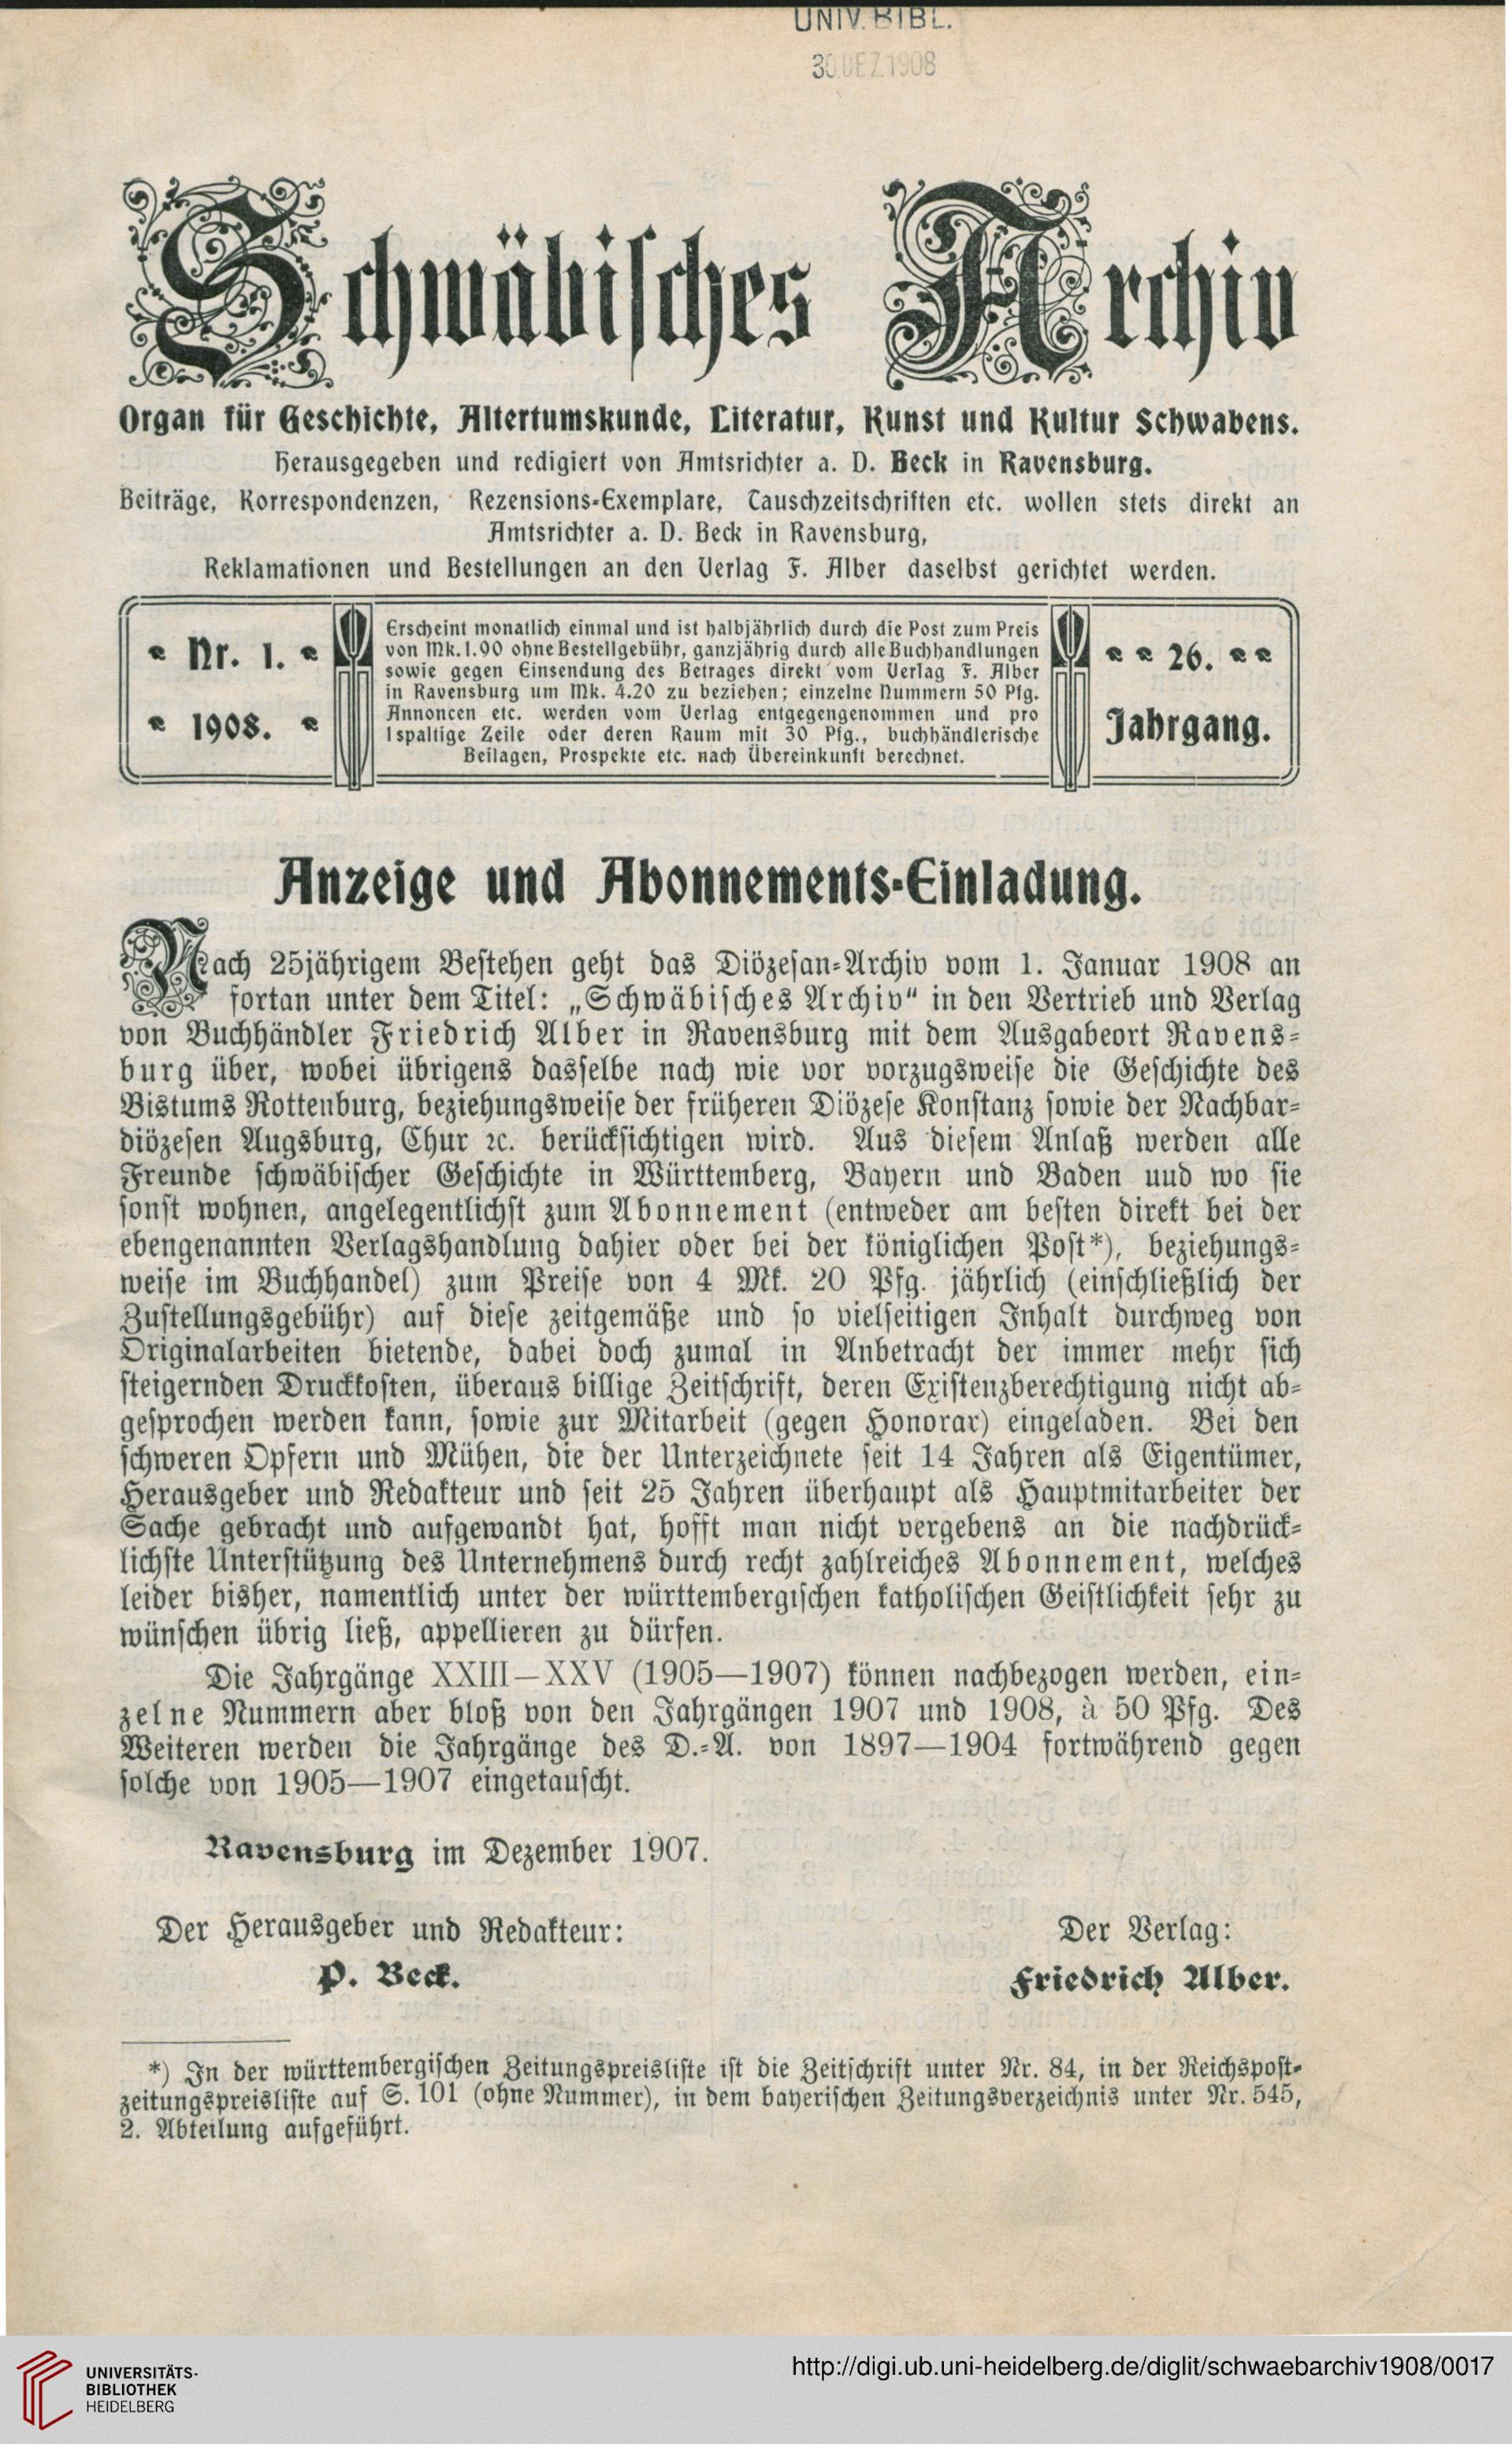 UNIV. BIBL.
30.DEZ.1908
Schwäbisches Archiv
Organ für Geschichte, Altertumskunde, Literatur, Kunst und Kultur Schwabens.
Herausgegeben und redigiert von Amtsrichter a. D. Beck in Ravensburg.
Beiträge, Korrespondenzen, Rezensions-Exemplare, Tauschzeitschriften etc. wollen stets direkt an
Amtsrichter a. D. Beck in Ravensburg,
Reklamationen und Bestellungen an den Verlag F. Alber daselbst gerichtet werden.
Nr. 1.
1908.
Erscheint monatlich einmal und ist halbjährlich durch die Post zum Preis
von Mk. 1.90 ohne Bestellgebühr, ganzjährig durch alle Buchhandlungen
sowie gegen Einsendung des Betrages direkt vom Verlag F. Alber
in Ravensburg um Mk. 4.20 zu beziehen; einzelne Nummern 50 Pfg.
Annoncen etc. werden vom Verlag entgegengenommen und pro
1spaltige Zeile oder deren Raum mit 30 Pfg., buchhändlerische
Beilagen, Prospekte etc. nach Übereinkunft berechnet.
26.
Jahrgang.
Anzeige und Abonnements-Einladung.
Nach 25jährigem Bestehen geht das Diözesan-Archiv vom 1. Januar 1908 an
fortan unter dem Titel: „Schwäbisches Archiv“ in den Vertrieb und Verlag
von Buchhändler Friedrich Alber in Ravensburg mit dem Ausgabeort Ravens-
burg über, wobei übrigens dasselbe nach wie vor vorzugsweise die Geschichte des
Bistums Rottenburg, beziehungsweise der früheren Diözese Konstanz sowie der Nachbar-
diözesen Augsburg, Chur ꝛc. berücksichtigen wird. Aus diesem Anlaß werden alle
Freunde schwäbischer Geschichte in Württemberg, Bayern und Baden und wo sie
sonst wohnen, angelegentlichst zum Abonnement (entweder am besten direkt bei der
ebengenannten Verlagshandlung dahier oder bei der königlichen Post*), beziehungs-
weise im Buchhandel) zum Preise von 4 Mk. 20 Pfg. jährlich (einschließlich der
Zustellungsgebühr) auf diese zeitgemäße und so vielseitigen Inhalt durchweg von
Originalarbeiten bietende, dabei doch zumal in Anbetracht der immer mehr sich
steigernden Druckkosten, überaus billige Zeitschrift, deren Existenzberechtigung nicht ab-
gesprochen werden kann, sowie zur Mitarbeit (gegen Honorar) eingeladen. Bei den
schweren Opfern und Mühen, die der Unterzeichnete seit 14 Jahren als Eigentümer,
Herausgeber und Redakteur und seit 25 Jahren überhaupt als Hauptmitarbeiter der
Sache gebracht und aufgewandt hat, hofft man nicht vergebens an die nachdrück-
lichste Unterstützung des Unternehmens durch recht zahlreiches Abonnement, welches
leider bisher, namentlich unter der württembergischen katholischen Geistlichkeit sehr zu
wünschen übrig ließ, appellieren zu dürfen.
Die Jahrgänge XXIII—XXV (1905—1907) können nachbezogen werden, ein-
zelne Nummern aber bloß von den Jahrgängen 1907 und 1908, à 50 Pfg. Des
Weiteren werden die Jahrgänge des D.-A. von 1897—1904 fortwährend gegen
solche von 1905—1907 eingetauscht.
Ravensburg im Dezember 1907.
Der Herausgeber und Redakteur:
P. Beck.
Der Verlag:
Friedrich Alber.
*) In der württembergischen Zeitungspreisliste ist die Zeitschrift unter Nr. 84, in der Reichspost-
zeitungspreisliste auf S. 101 (ohne Nummer), in dem bayerischen Zeitungsverzeichnis unter Nr. 545,
2. Abteilung aufgeführt.
UNIVERSITÄTS-
BIBLIOTHEK
HEIDELBERG
http://digi.ub.uni-heidelberg.de/diglit/schwaebarchiv1908/0017